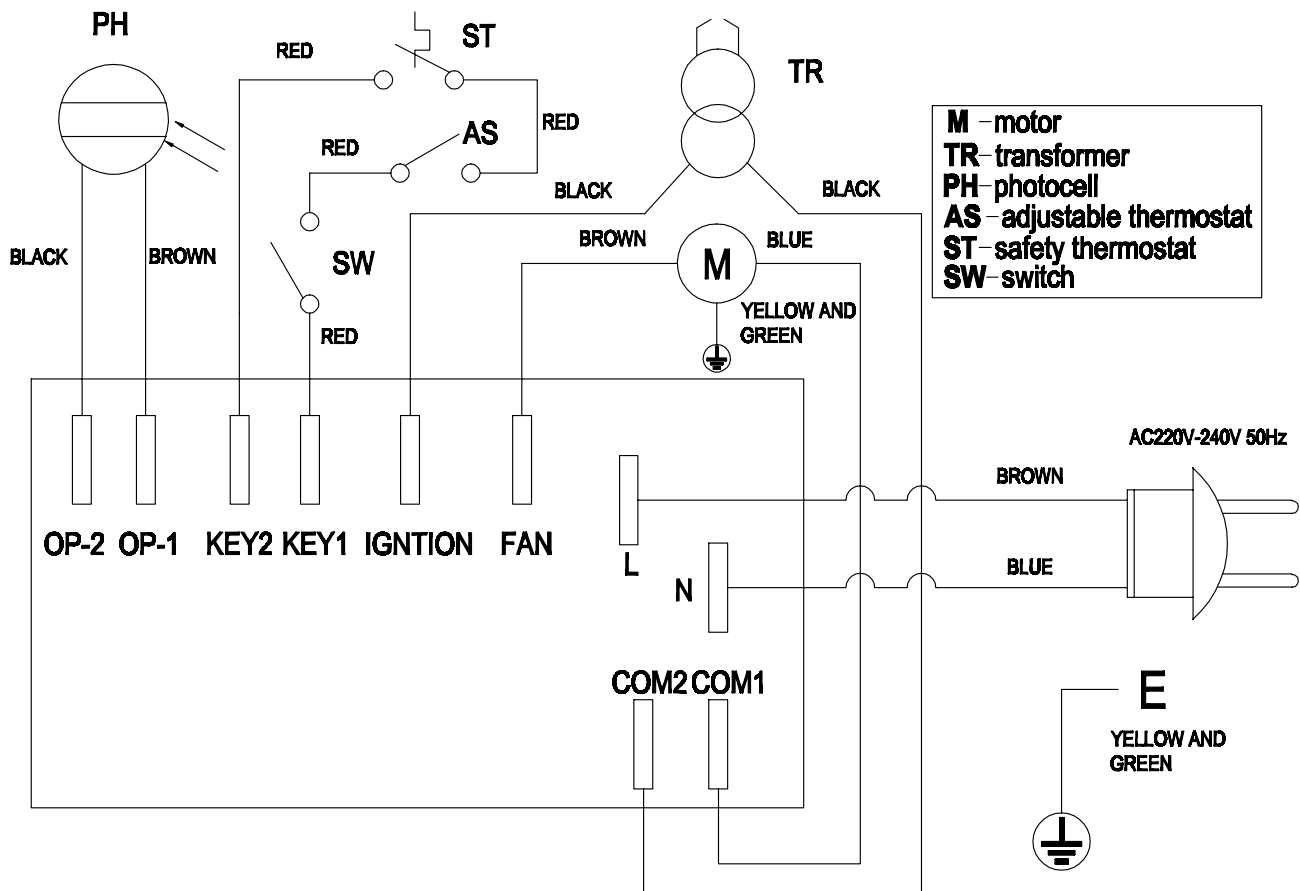 PH
ST
RED
TR
M - motor
TR - transformer
PH - photocell
AS - adjustable thermostat
ST - safety thermostat
SW - switch
RED
AS
RED
BLACK
BLACK
BROWN
BLUE
BLACK
BROWN
SW
M
YELLOW AND
GREEN
RED
AC220V-240V 50Hz
BROWN
OP-2
OP-1
KEY2
KEY1
IGNTION
FAN
L
BLUE
N
COM2
COM1
E
YELLOW AND
GREEN